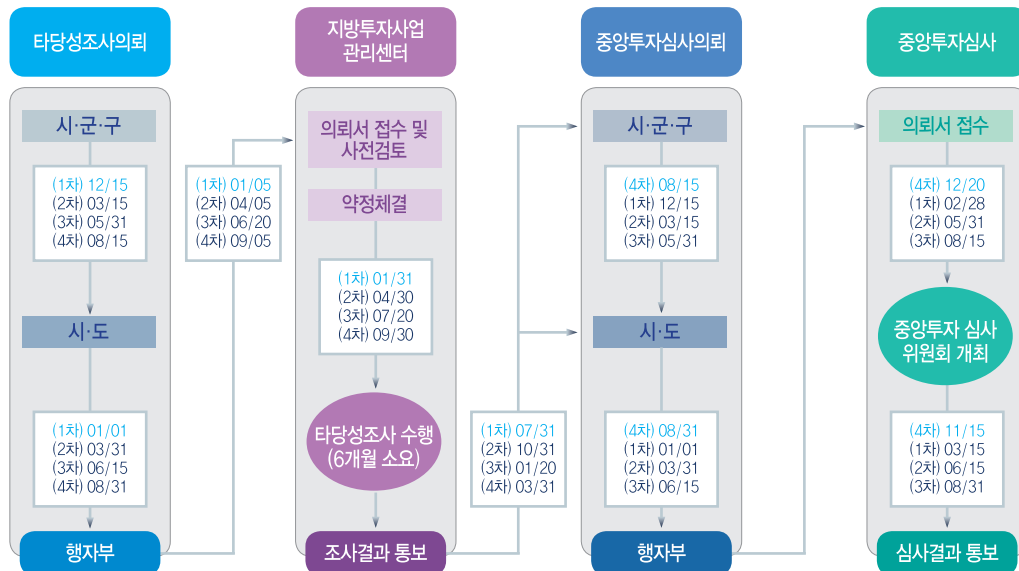 타당성조사의뢰
시·군·구
(1차) 12/15
(2차) 03/15
(3차) 05/31
(4차) 08/15
시·도
(1차) 01/01
(2차) 03/31
(3차) 06/15
(4차) 08/31
행자부
(1차) 01/05
(2차) 04/05
(3차) 06/20
(4차) 09/05
지방투자사업
관리센터
의뢰서 접수 및
사전검토
약정체결
(1차) 01/31
(2차) 04/30
(3차) 07/20
(4차) 09/30
타당성조사 수행
(6개월 소요)
조사결과 통보
(1차) 07/31
(2차) 10/31
(3차) 01/20
(4차) 03/31
중앙투자심사의뢰
시·군·구
(4차) 08/15
(1차) 12/15
(2차) 03/15
(3차) 05/31
시·도
(4차) 08/31
(1차) 01/01
(2차) 03/31
(3차) 06/15
행자부
중앙투자심사
의뢰서 접수
(4차) 12/20
(1차) 02/28
(2차) 05/31
(3차) 08/15
중앙투자 심사
위원회 개최
(4차) 11/15
(1차) 03/15
(2차) 06/15
(3차) 08/31
심사결과 통보